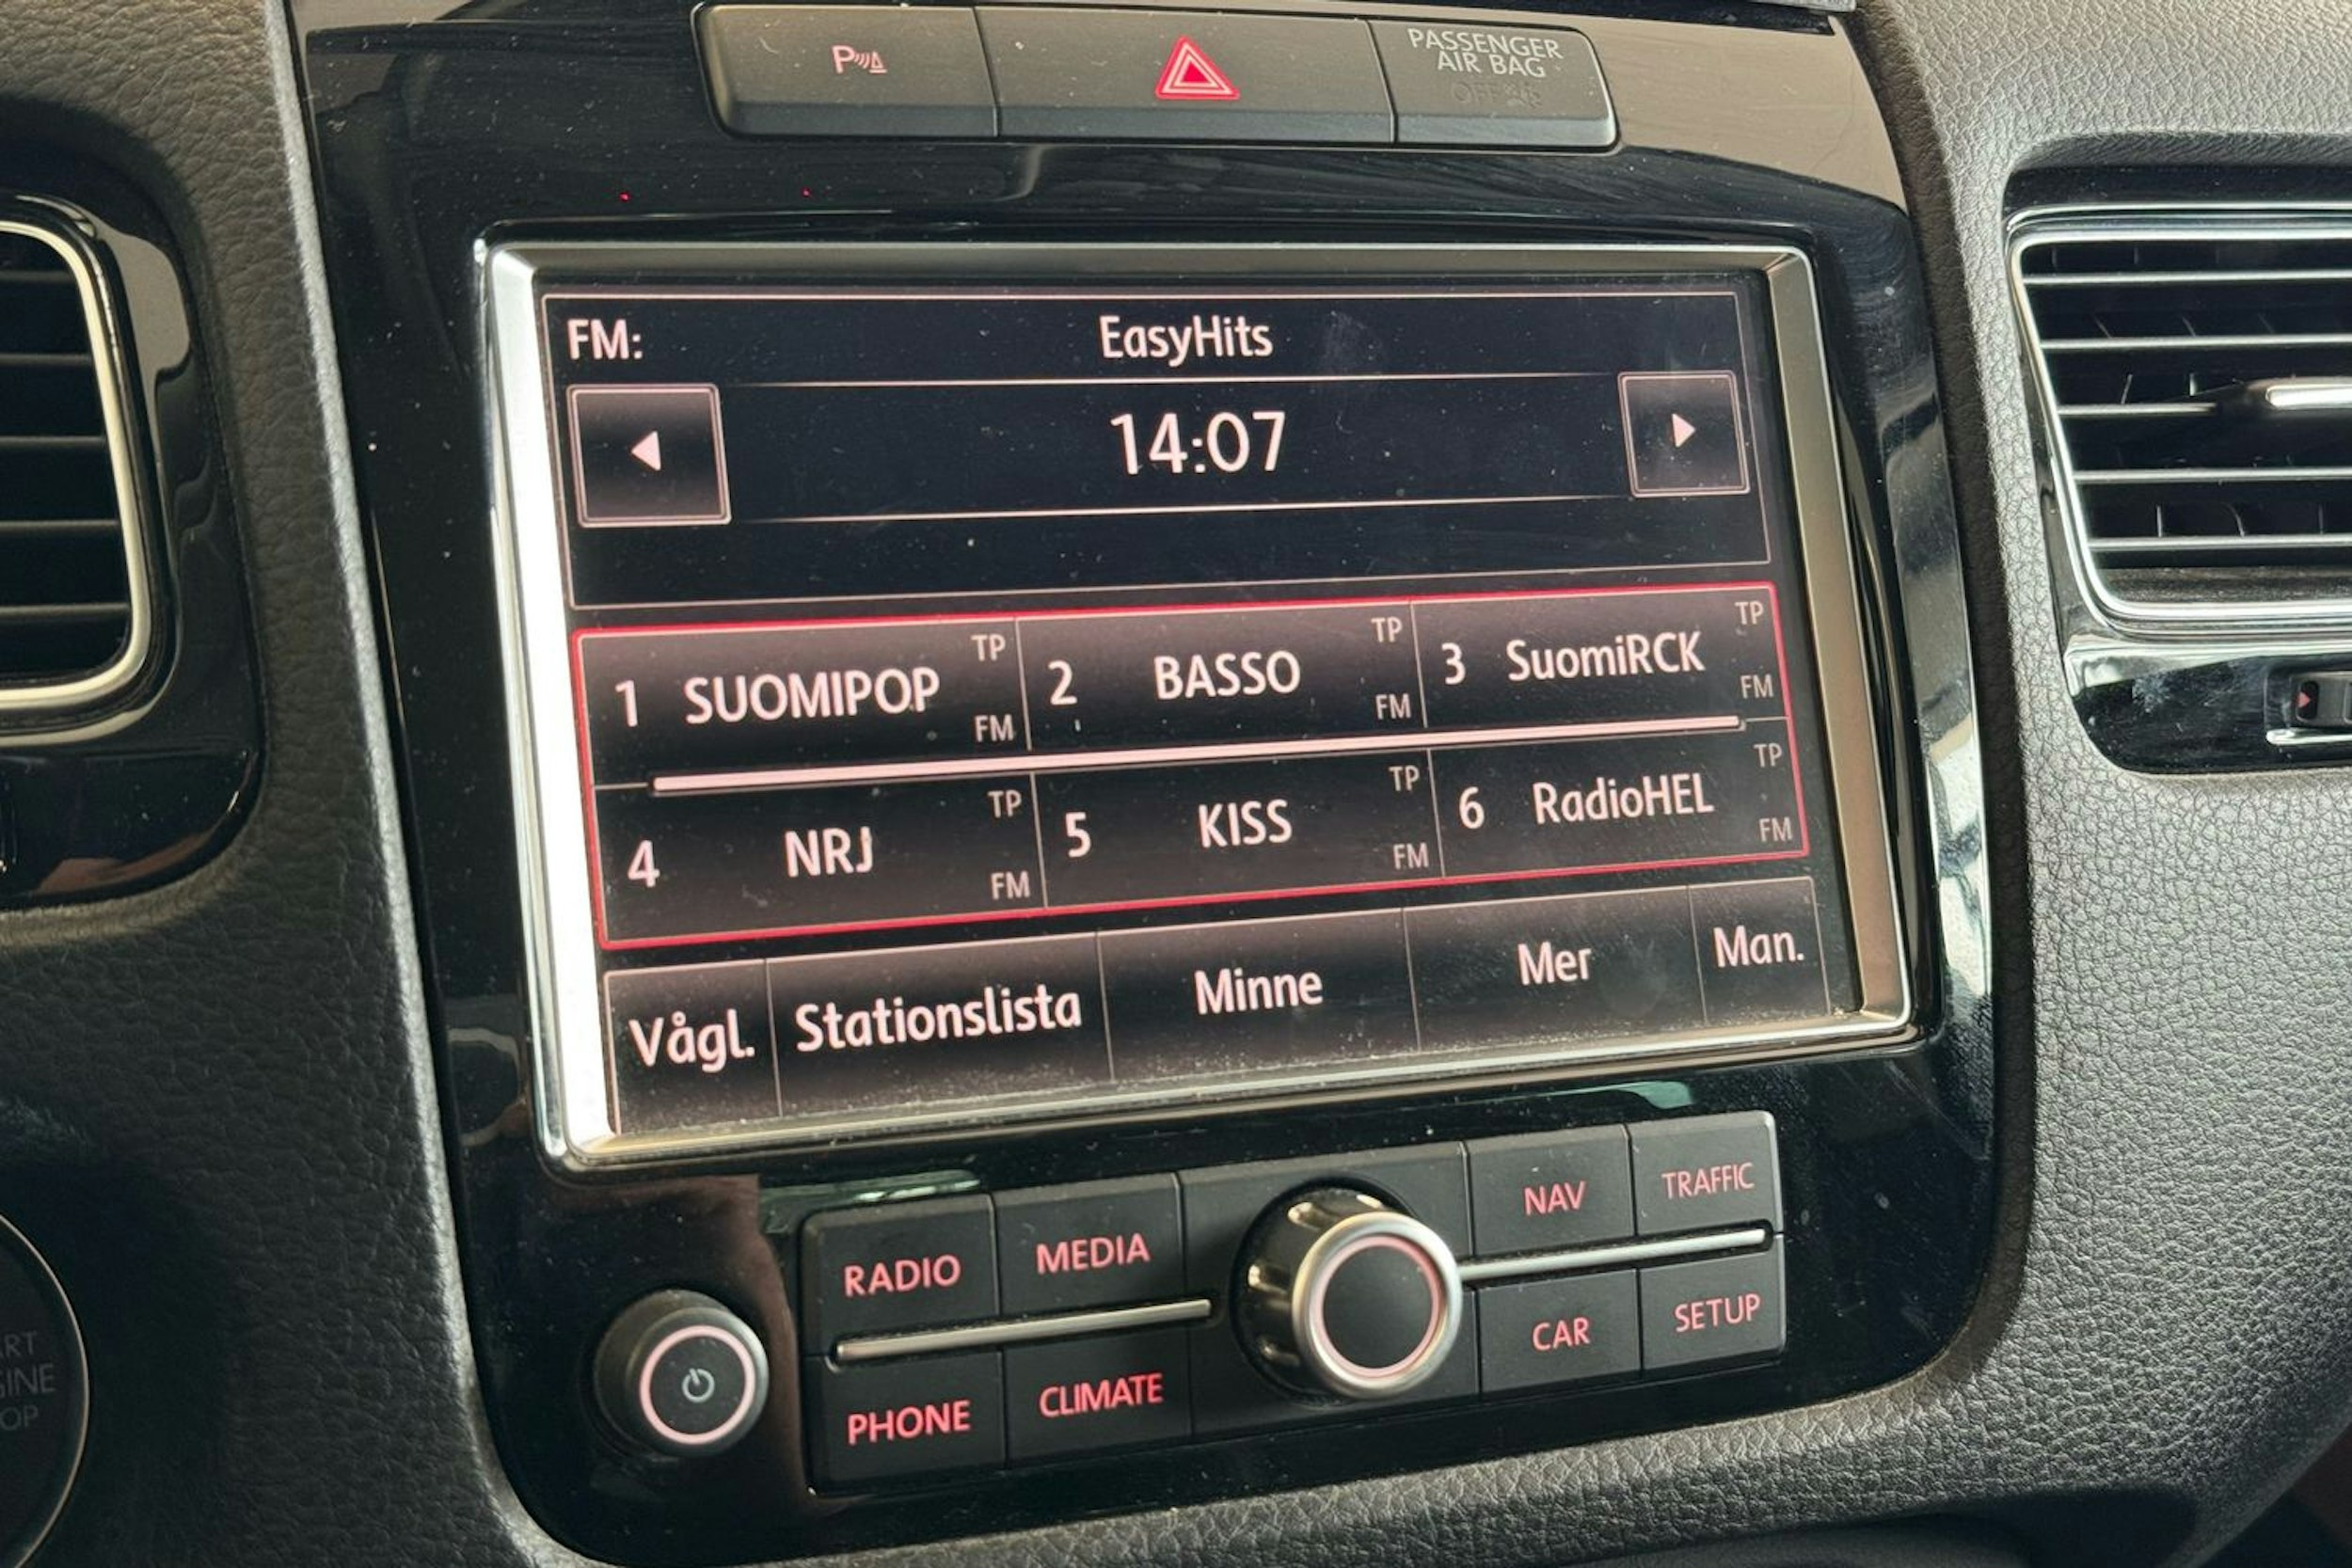 P
PASSENGER
AIR BAG
OFF
FM: EasyHits
14:07
1 SUOMIPOP TP FM
2 BASSO TP FM
3 SuomiRCK TP FM
4 NRJ TP FM
5 KISS TP FM
6 RadioHEL TP FM
Vågl. Stationslista Minne Mer Man.
RADIO MEDIA NAV TRAFFIC
PHONE CLIMATE CAR SETUP